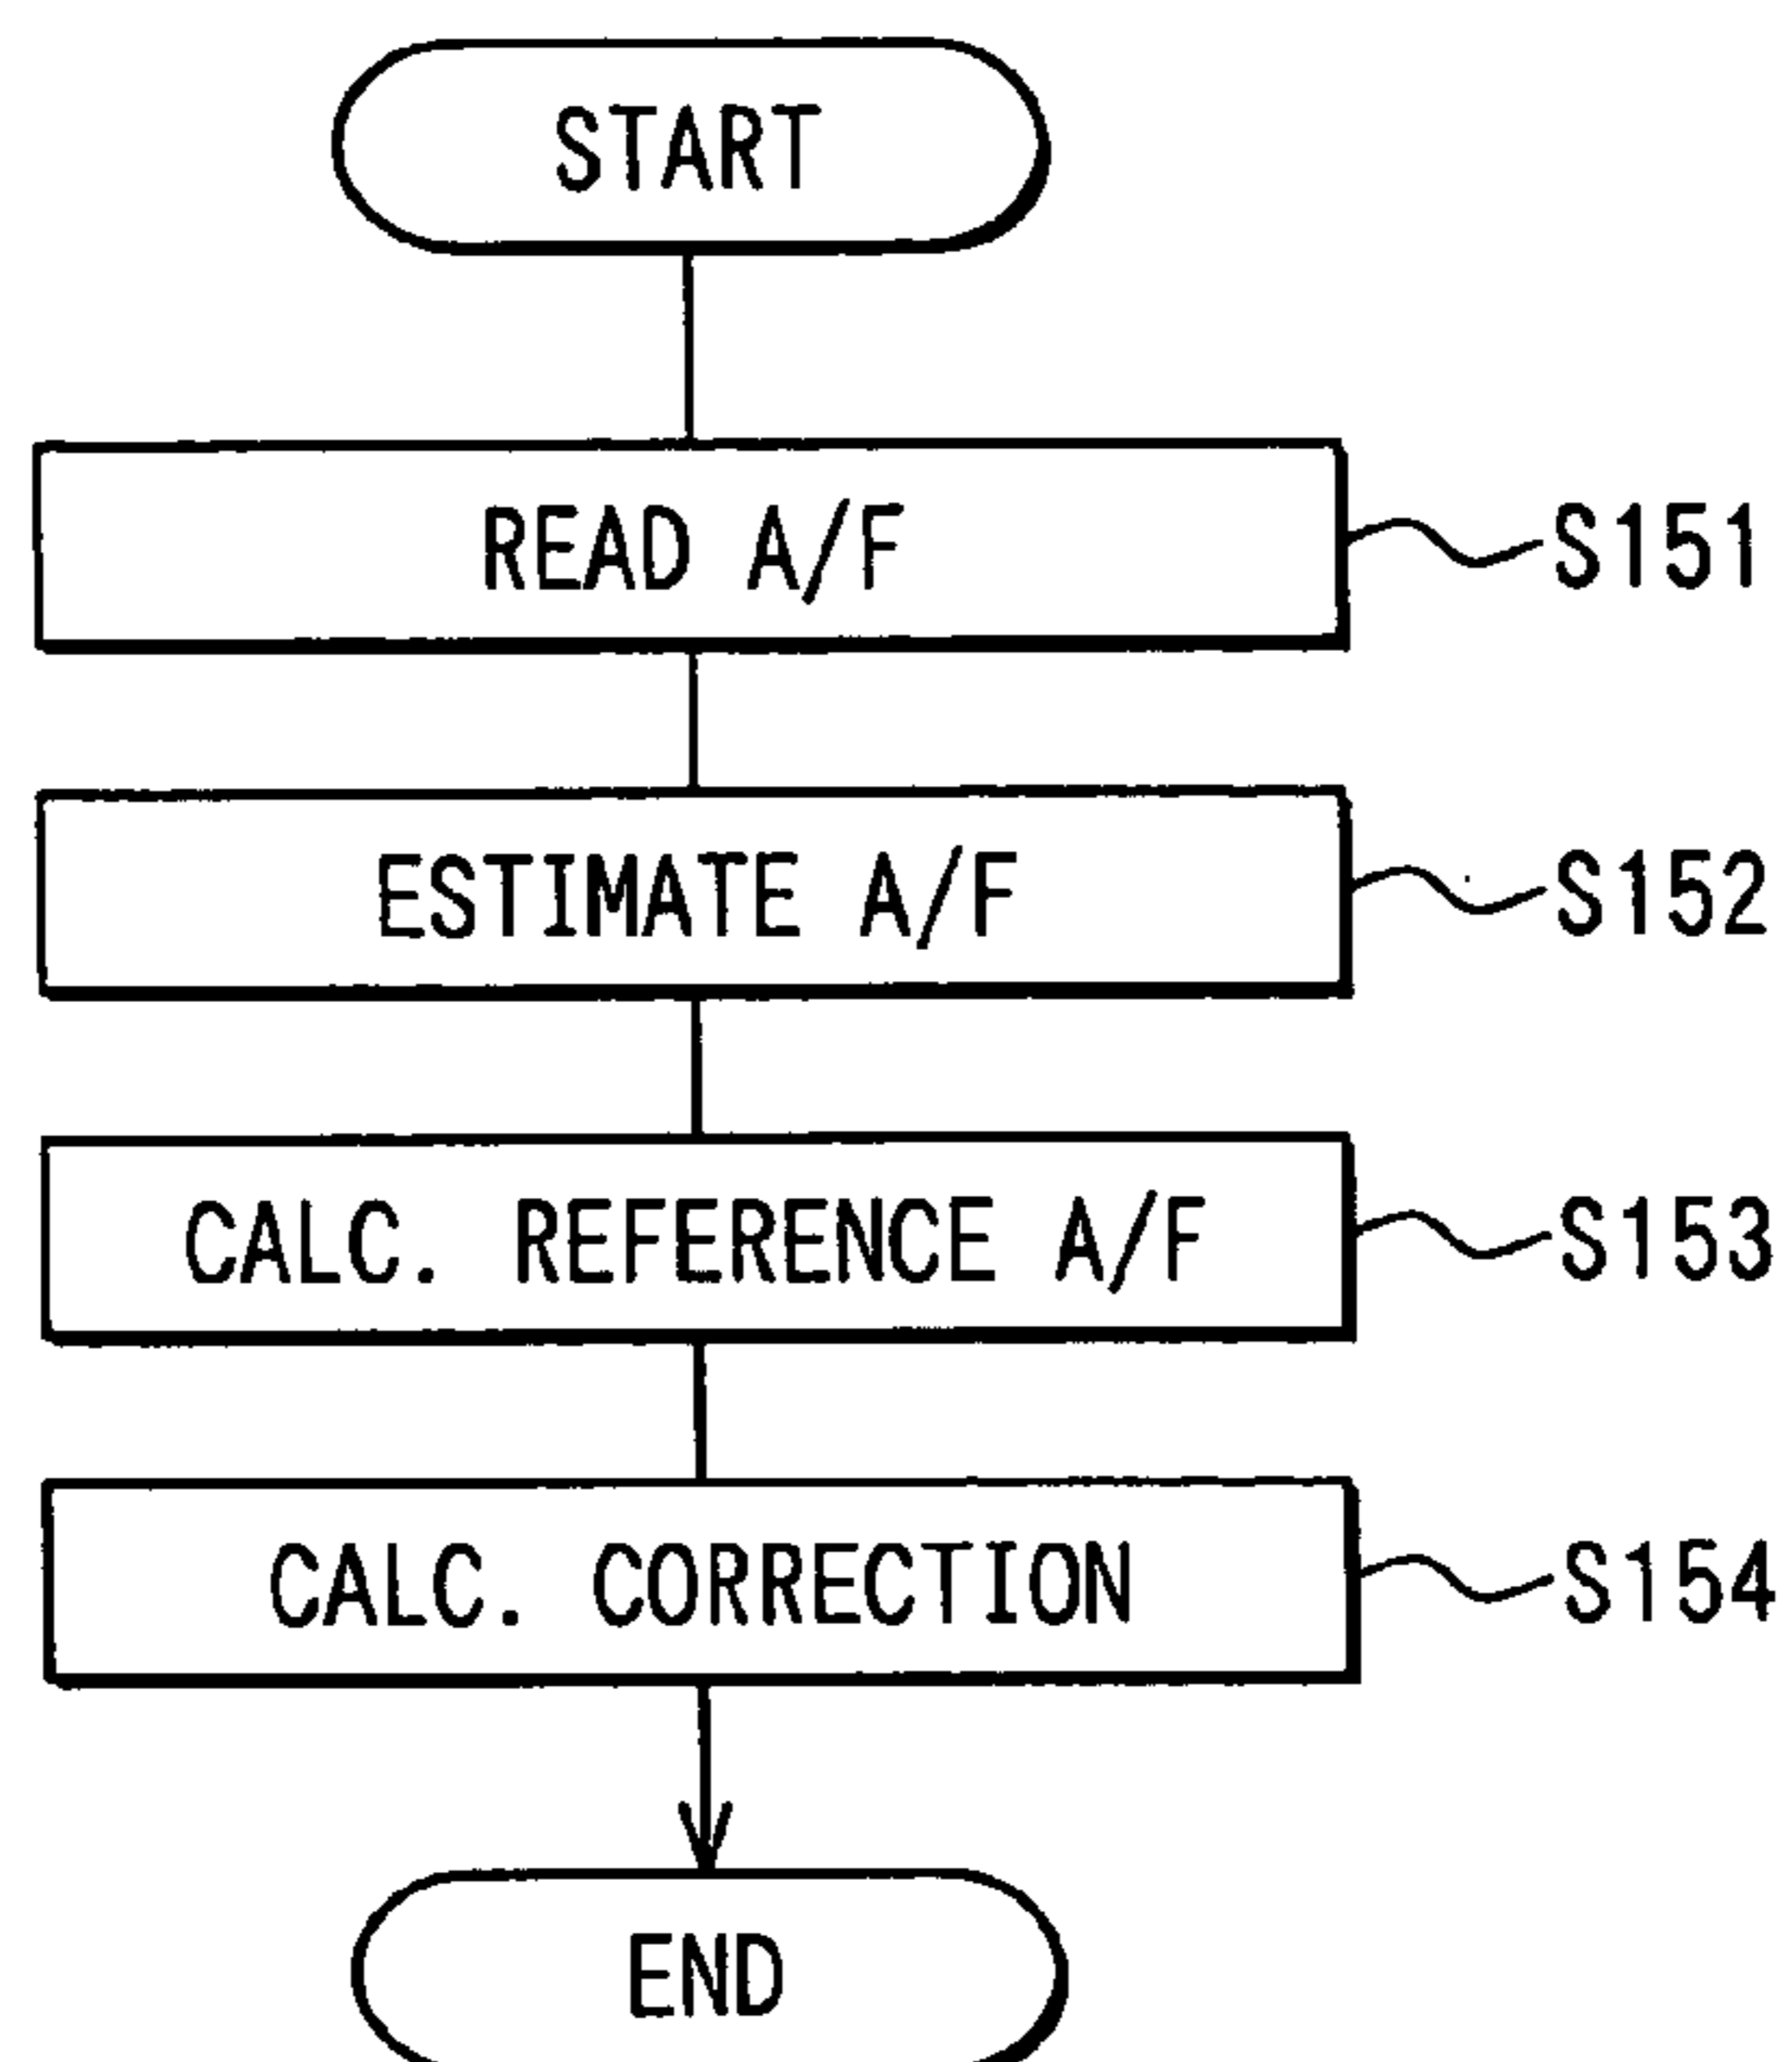 START
READ A/F
S151
ESTIMATE A/F
S152
CALC. REFERENCE A/F
S153
CALC. CORRECTION
S154
END